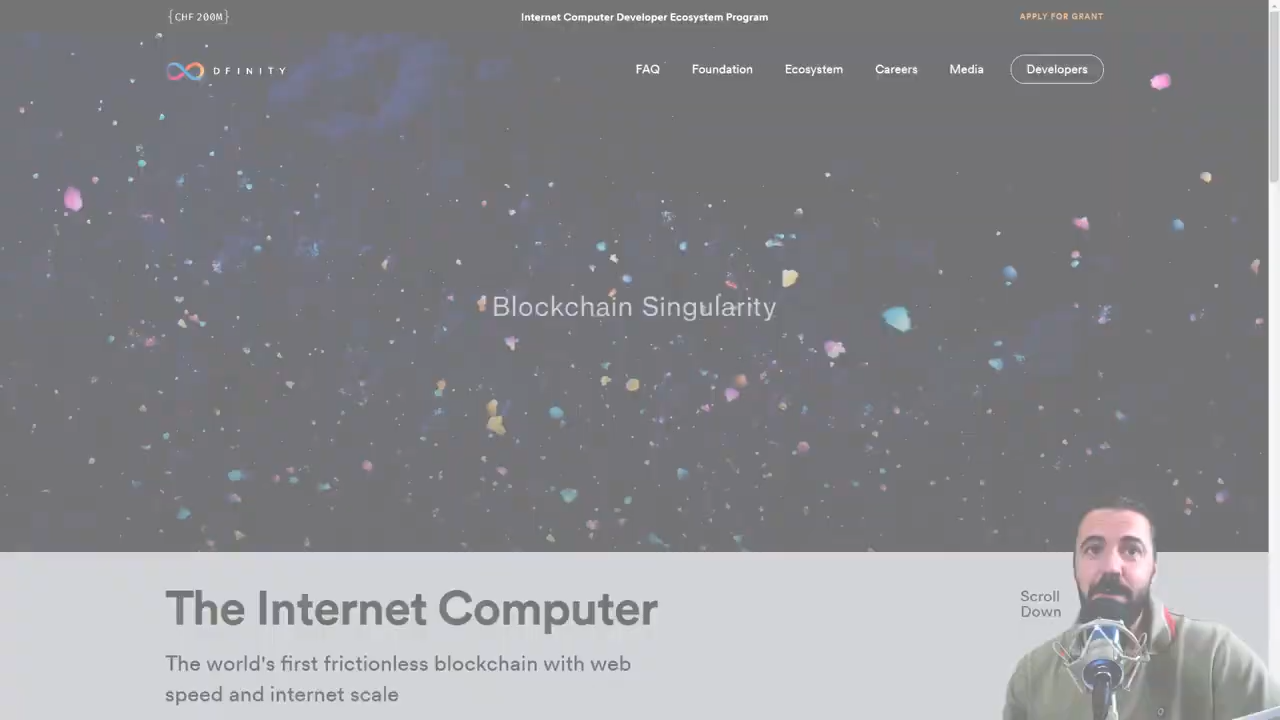 {CHF 200M}
Internet Computer Developer Ecosystem Program
APPLY FOR GRANT
DFINITY
FAQ
Foundation
Ecosystem
Careers
Media
Developers
Blockchain Singularity
The Internet Computer
The world's first frictionless blockchain with web
speed and internet scale
Scroll
Down